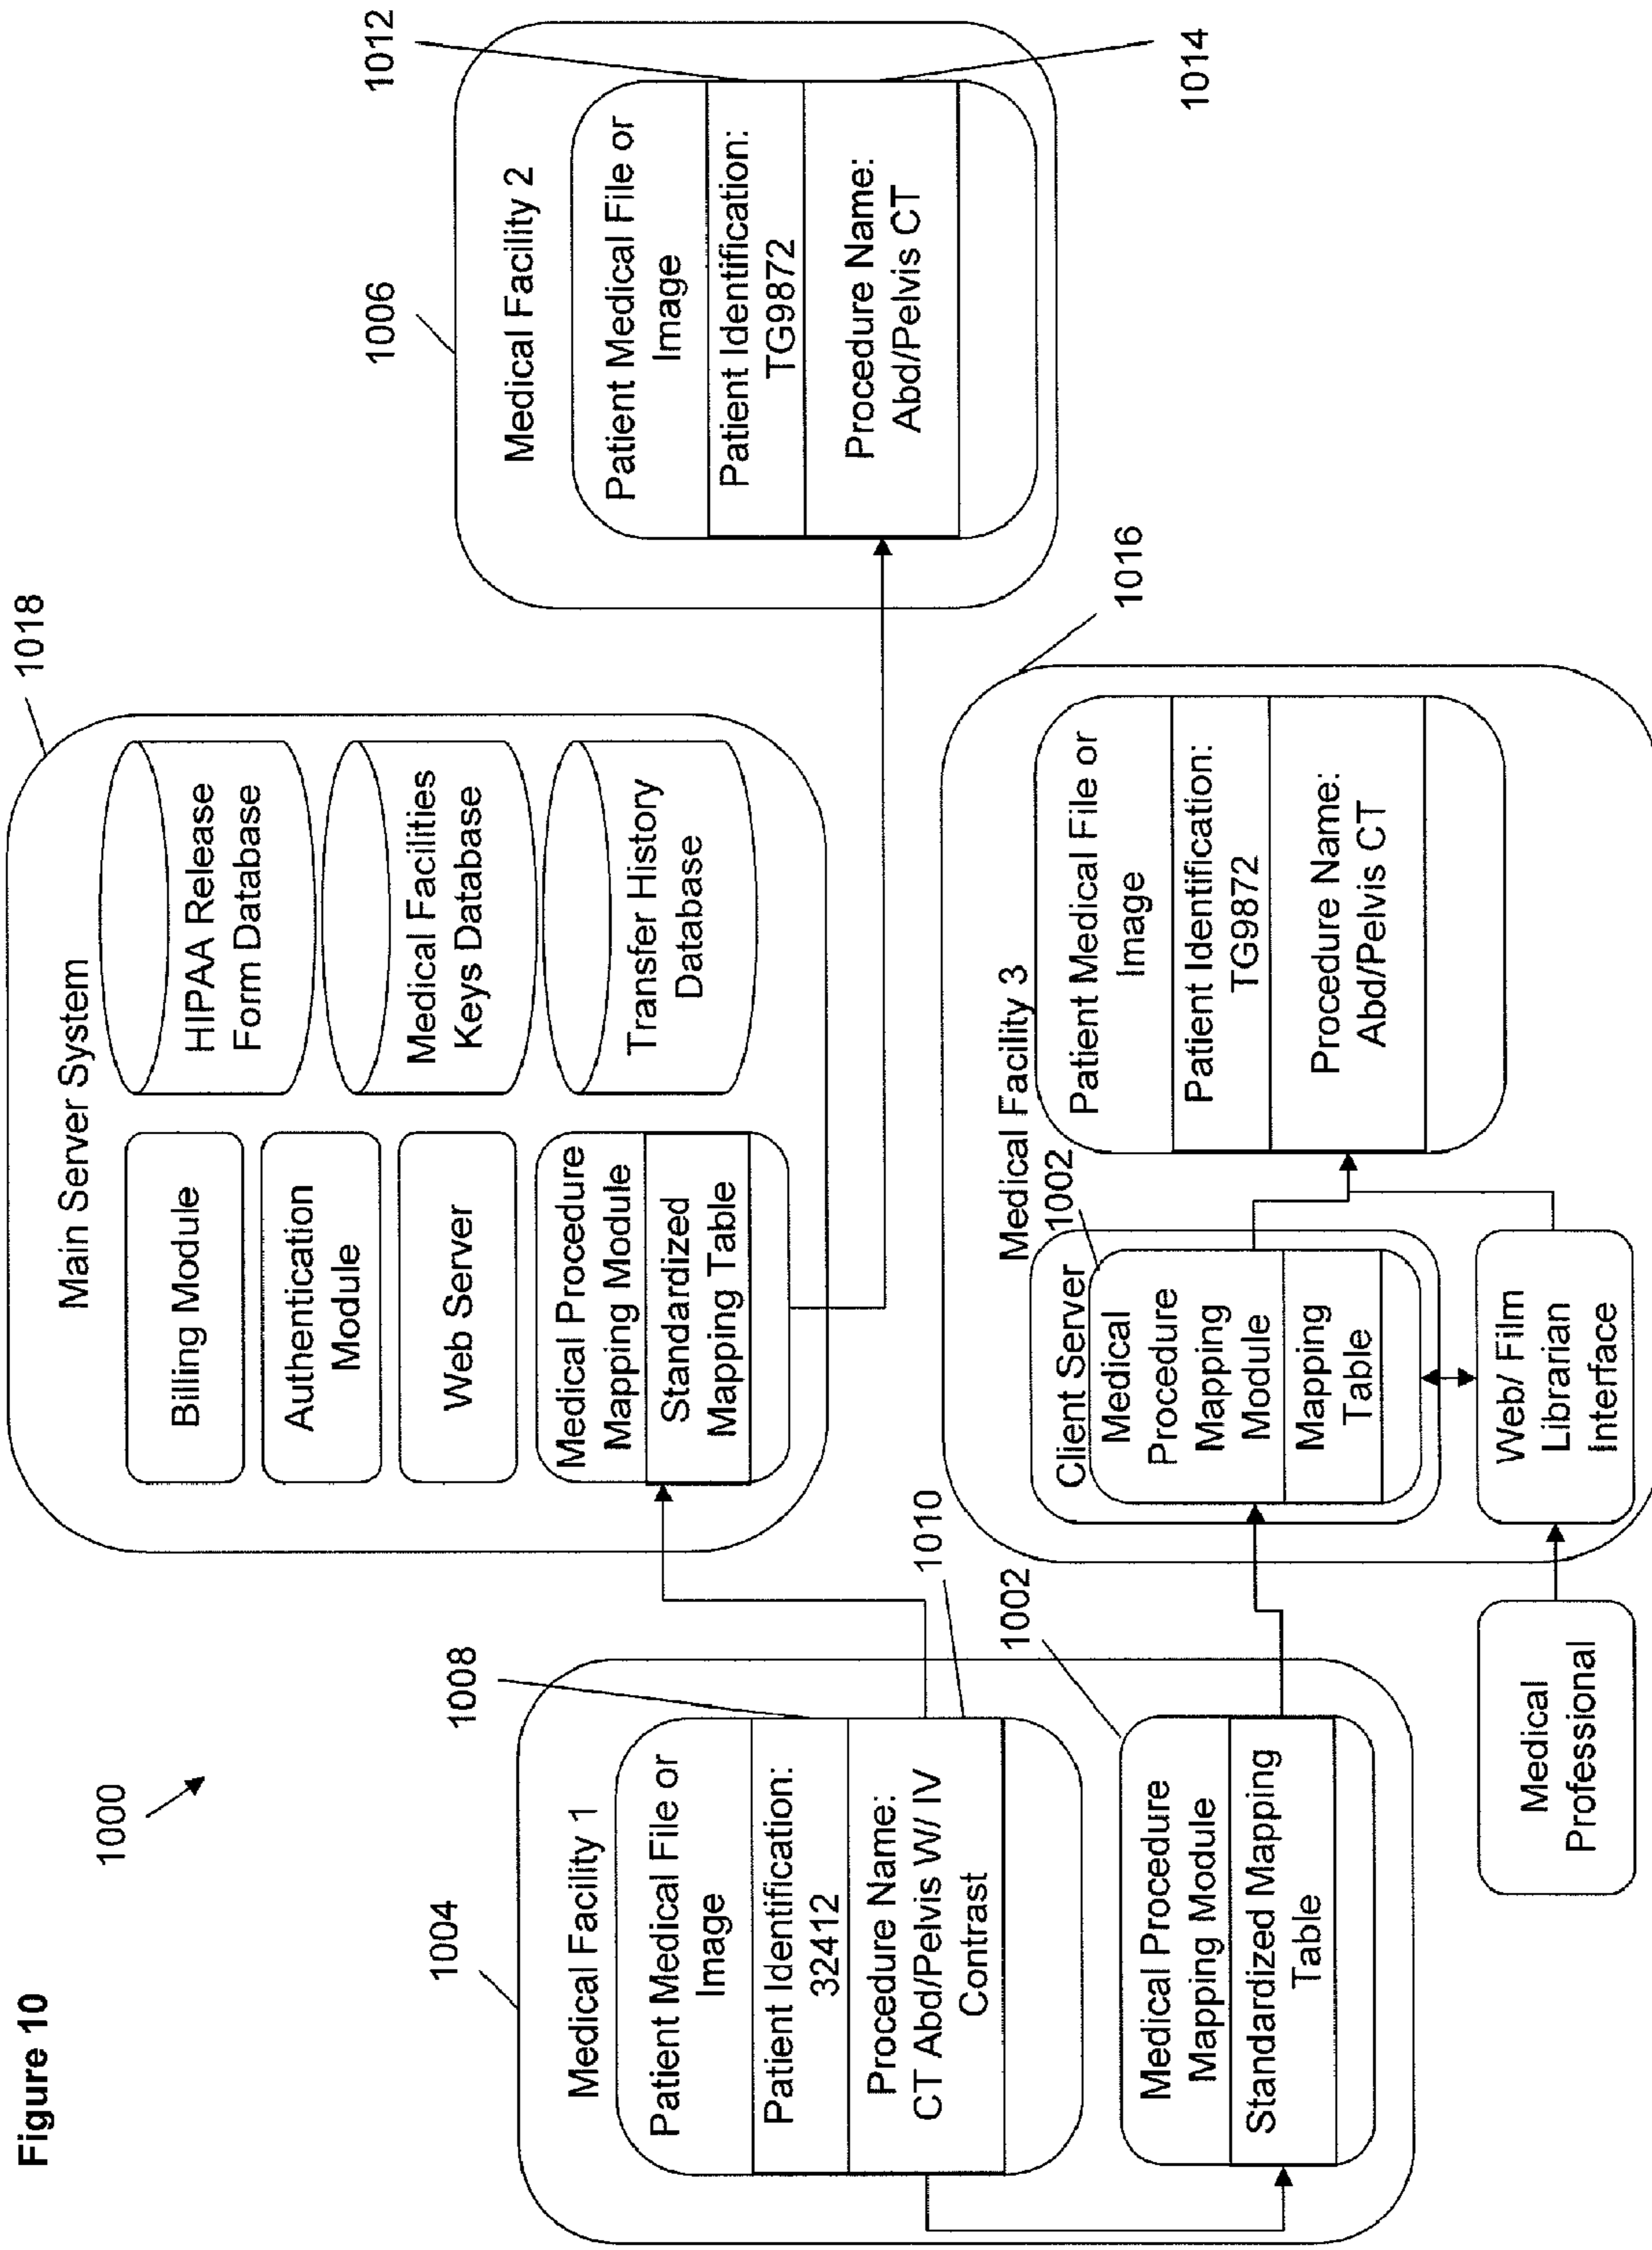 Figure 10
1000
1018
Main Server System
Billing Module
Authentication
Module
Web Server
Medical Procedure
Mapping Module
Standardized
Mapping Table
HIPAA Release
Form Database
Medical Facilities
Keys Database
Transfer History
Database
1004
Medical Facility 1
Patient Medical File or
Image
Patient Identification:
32412
Procedure Name:
CT Abd/Pelvis W/ IV
Contrast
1008
1010
1002
Medical Procedure
Mapping Module
Standardized Mapping
Table
1006
Medical Facility 2
Patient Medical File or
Image
Patient Identification:
TG9872
Procedure Name:
Abd/Pelvis CT
1012
1014
1016
Medical Facility 3
1002
Client Server
Medical
Procedure
Mapping
Module
Mapping
Table
Patient Medical File or
Image
Patient Identification:
TG9872
Procedure Name:
Abd/Pelvis CT
Web/ Film
Librarian
Interface
Medical
Professional